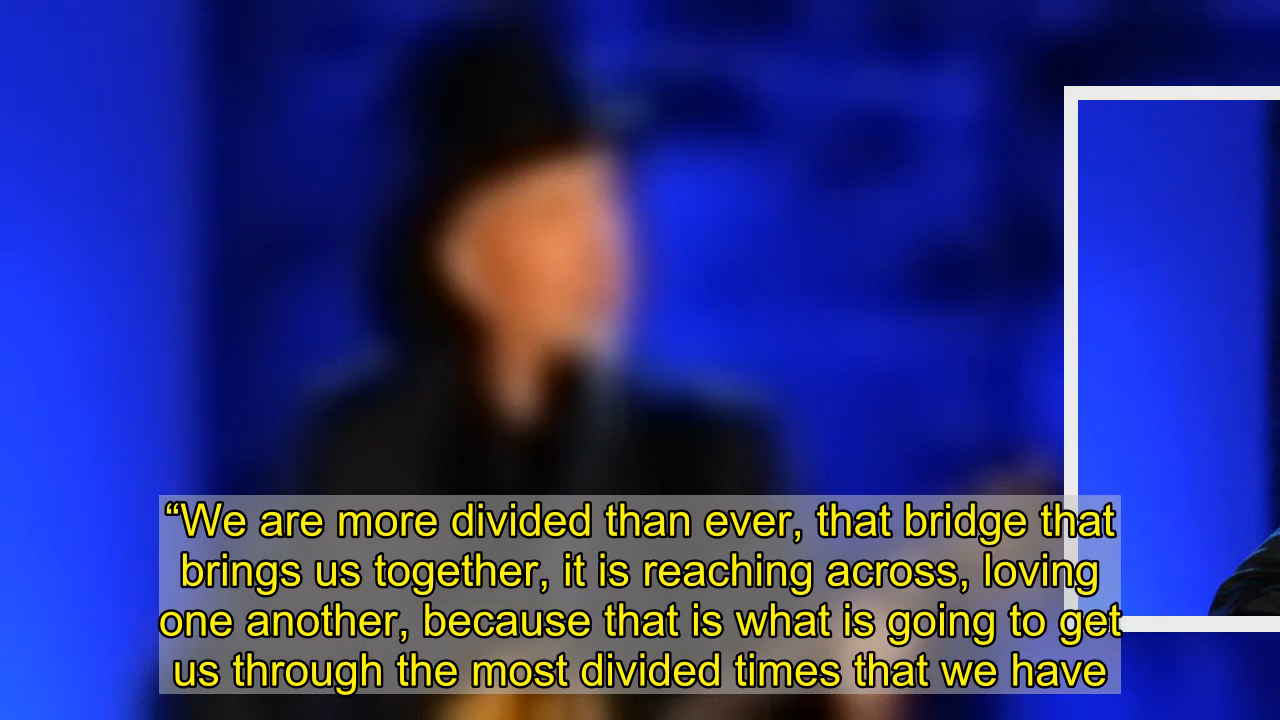 “We are more divided than ever, that bridge that
brings us together, it is reaching across, loving
one another, because that is what is going to get
us through the most divided times that we have